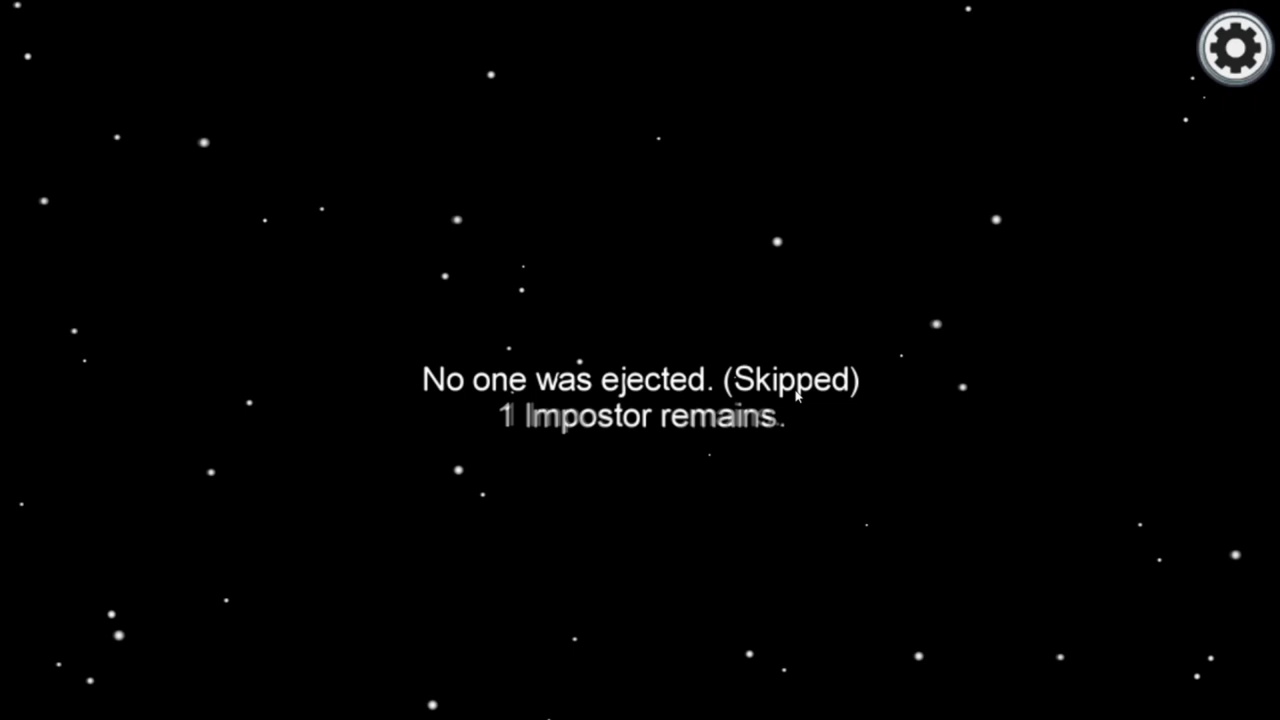 No one was ejected. (Skipped)
1 Impostor remains.